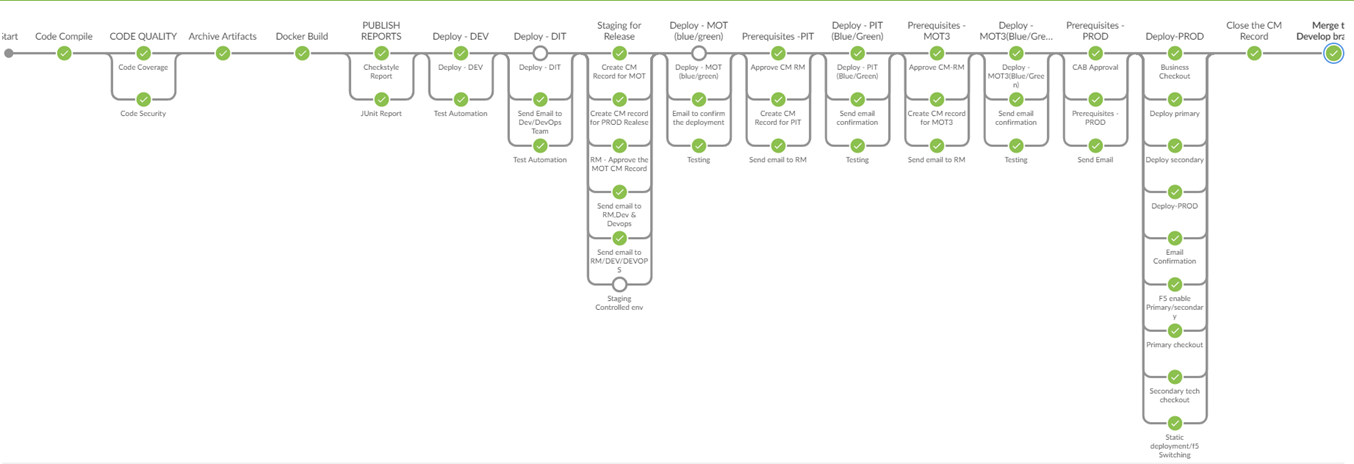 Start
Code Compile
CODE QUALITY
Archive Artifacts
Docker Build
PUBLISH
REPORTS
Deploy - DEV
Deploy - DIT
Staging for
Release
Deploy - MOT
(blue/green)
Prerequisites -PIT
Deploy - PIT
(Blue/Green)
Prerequisites -
MOT3
Deploy -
MOT3(Blue/Gre...
Prerequisites -
PROD
Deploy-PROD
Close the CM
Record
Merge t
Develop bra
Code Coverage
Code Security
Checkstyle
Report
JUnit Report
Deploy - DEV
Test Automation
Deploy - DIT
Send Email to
Dev/DevOps
Team
Test Automation
Create CM
Record for MOT
Create CM record
for PROD Realese
RM - Approve the
MOT CM Record
Send email to
RM,Dev &
Devops
Send email to
RM/DEV/DEVOP
S
Staging
Controlled env
Deploy - MOT
(blue/green)
Email to confirm
the deployment
Testing
Approve CM RM
Create CM
Record for PIT
Send email to RM
Deploy - PIT
(Blue/Green)
Send email
confirmation
Testing
Approve CM-RM
Create CM record
for MOT3
Send email to RM
Deploy -
MOT3(Blue/Gree
n)
Send email
confirmation
Testing
CAB Approval
Prerequisites -
PROD
Send Email
Business
Checkout
Deploy primary
Deploy secondary
Deploy-PROD
Email
Confirmation
F5 enable
Primary/secondar
y
Primary checkout
Secondary tech
checkout
Static
deployment/f5
Switching